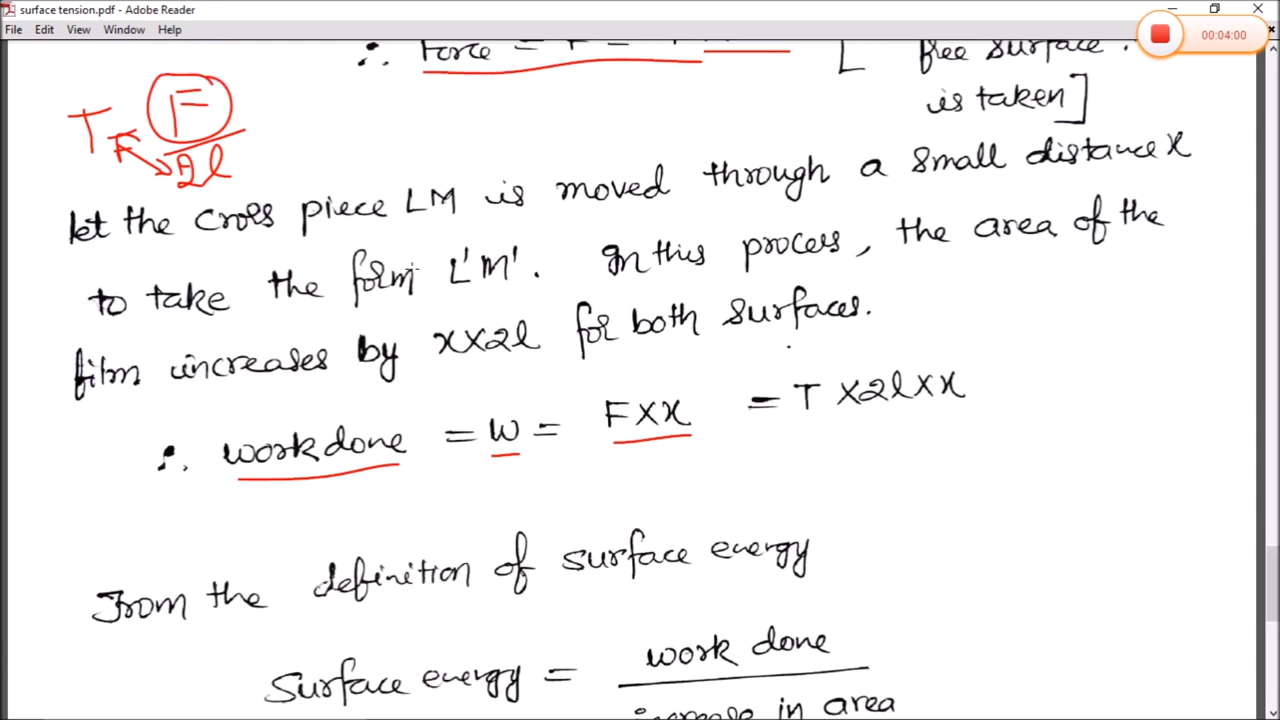 surface tension.pdf - Adobe Reader
File Edit View Window Help
00:04:00
∴ Force = F =
[ free surface.
is taken]
T F F
2l
let the cross piece LM is moved through a small distance x
to take the form L'M'. In this process, the area of the
film increases by x×2l for both surfaces.
∴ work done = W = F×x = T×2l×x
From the definition of surface energy
Surface energy = work done
increase in area